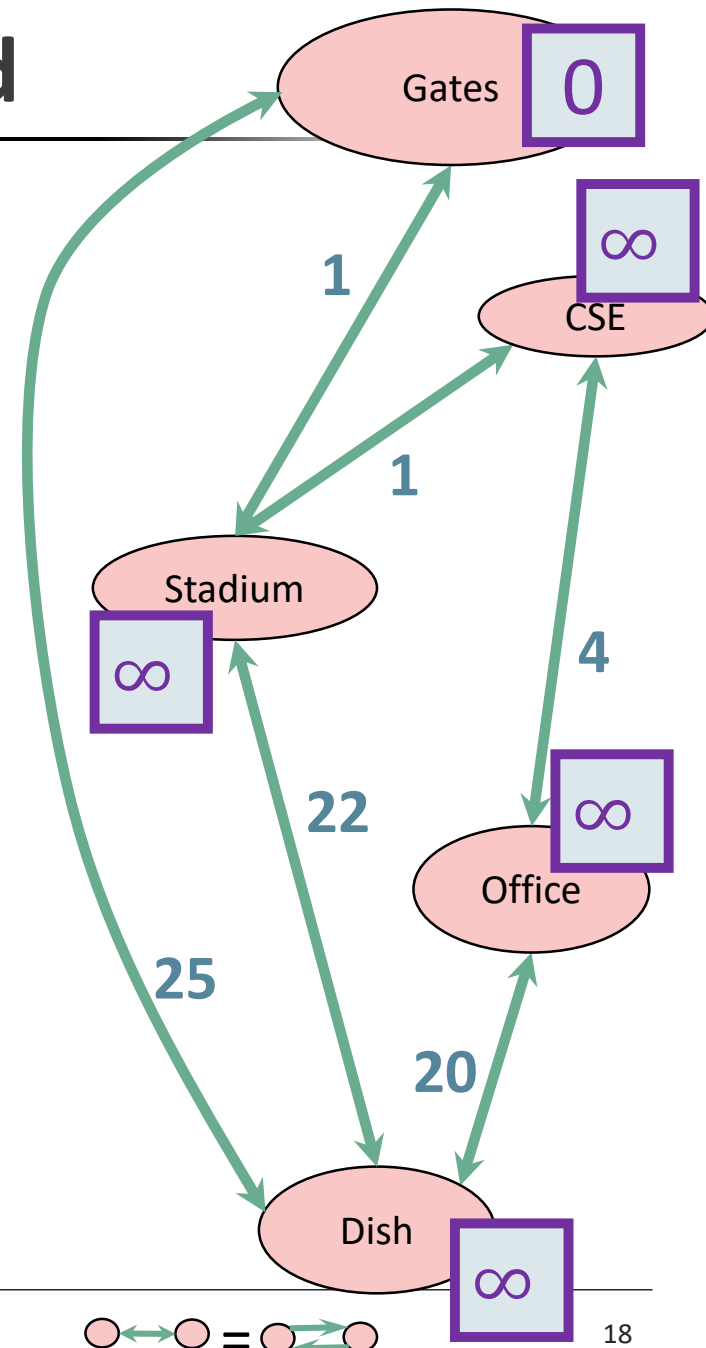 d
Gates
0
∞
1
CSE
1
Stadium
∞
4
22
∞
Office
25
20
Dish
∞
=
18